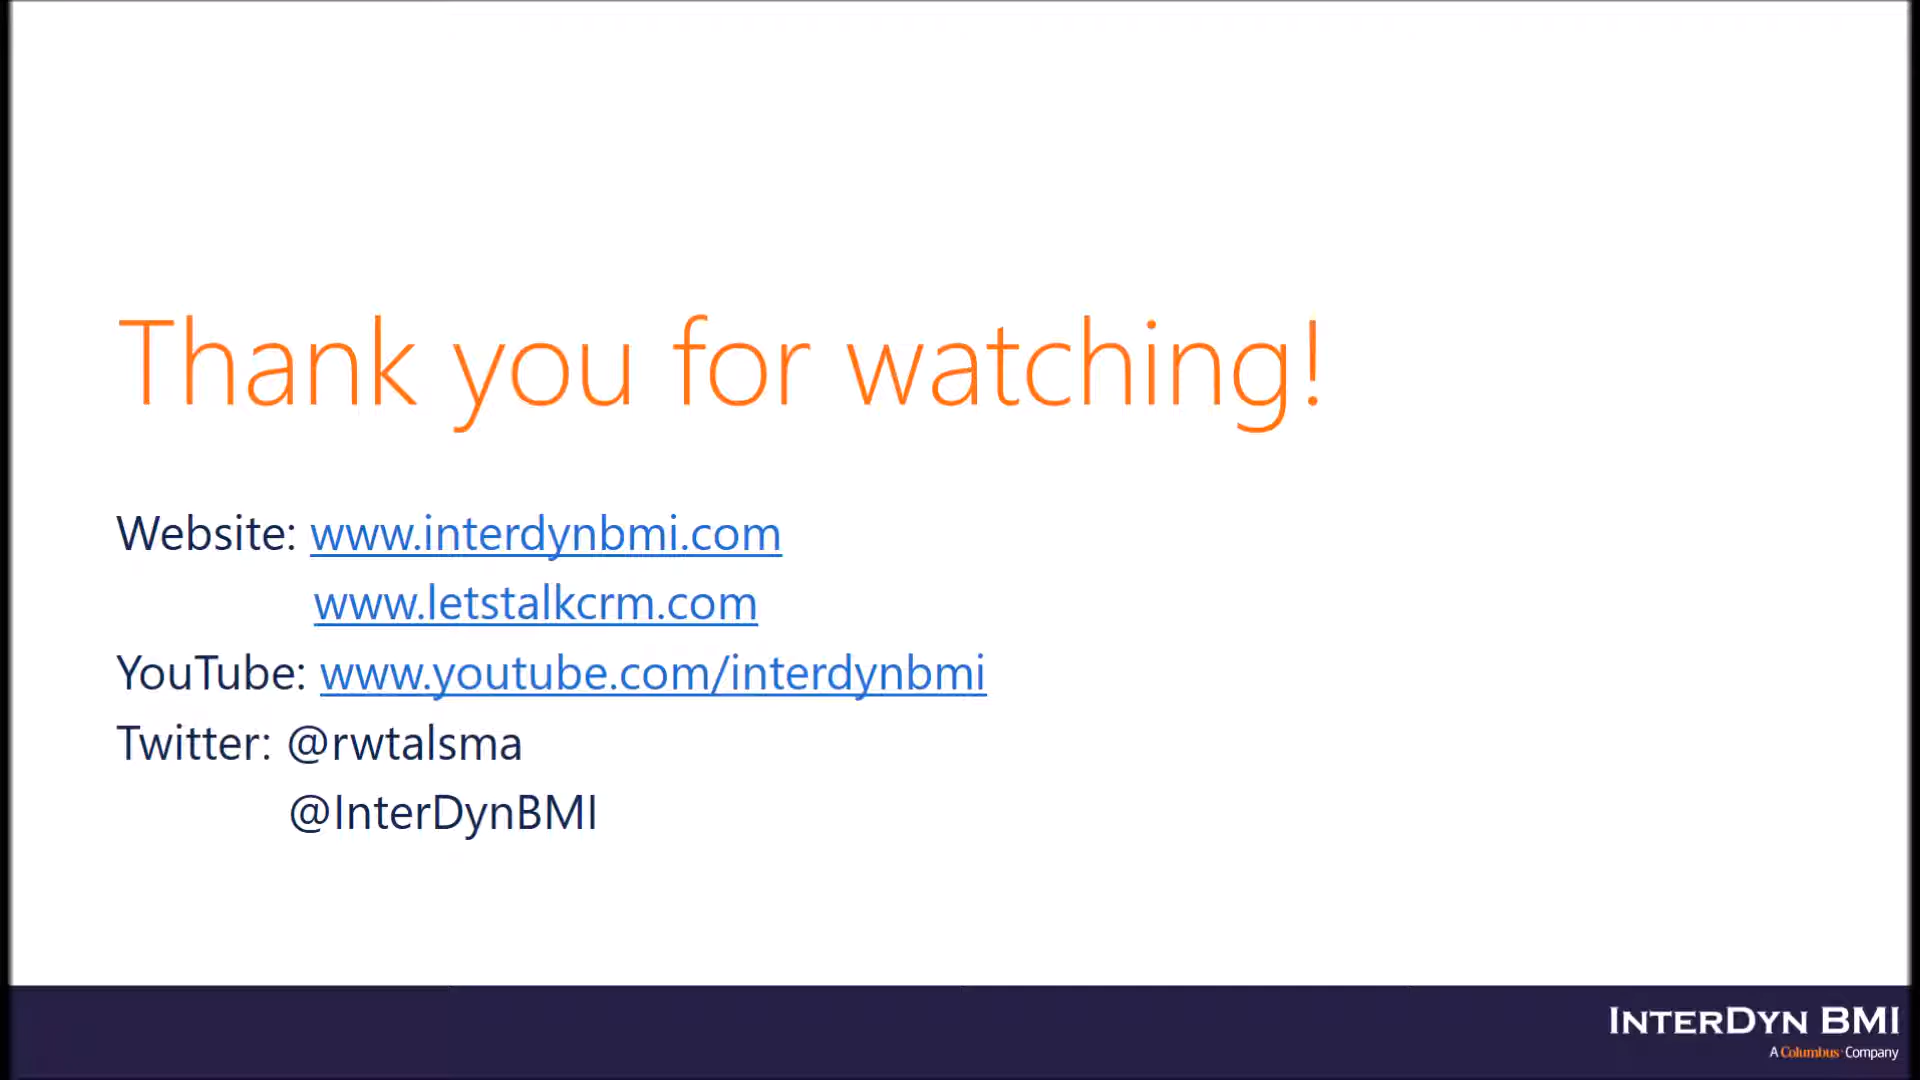 Thank you for watching!
Website: www.interdynbmi.com
www.letstalkcrm.com
YouTube: www.youtube.com/interdynbmi
Twitter: @rwtalsma
@InterDynBMI
INTERDYN BMI
A Columbus Company